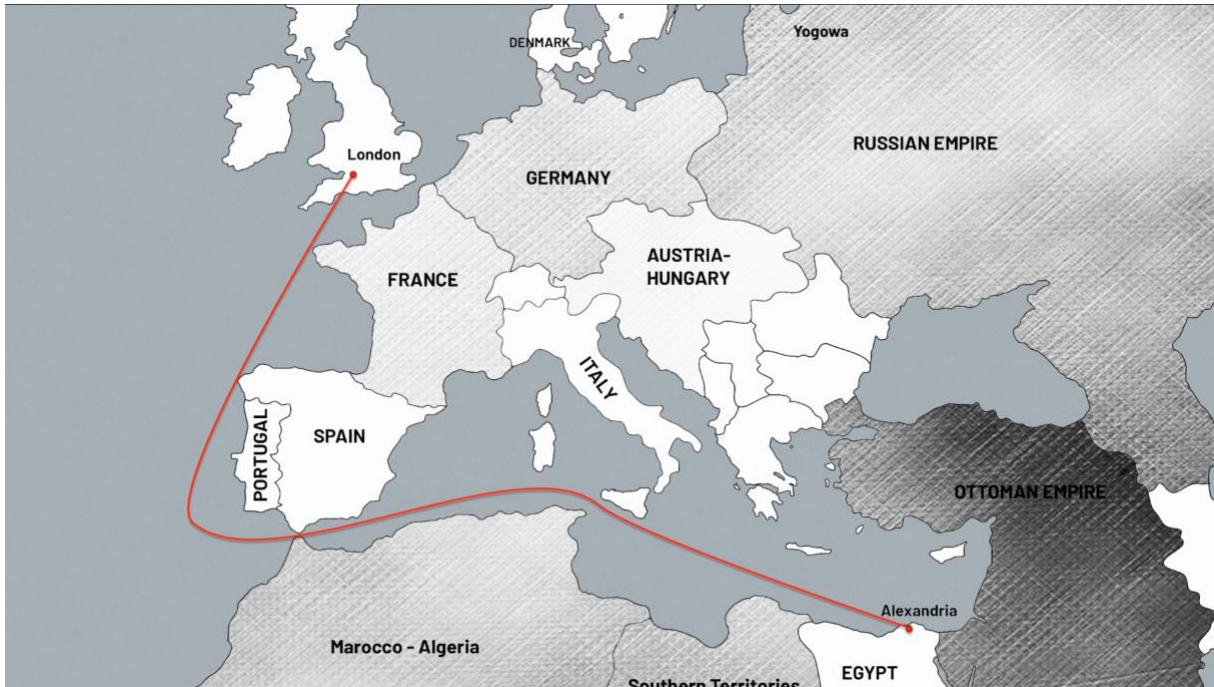 Yogowa
DENMARK
RUSSIAN EMPIRE
London
GERMANY
AUSTRIA-
HUNGARY
FRANCE
ITALY
PORTUGAL
SPAIN
OTTOMAN EMPIRE
Alexandria
Marocco - Algeria
EGYPT
Southern Territories